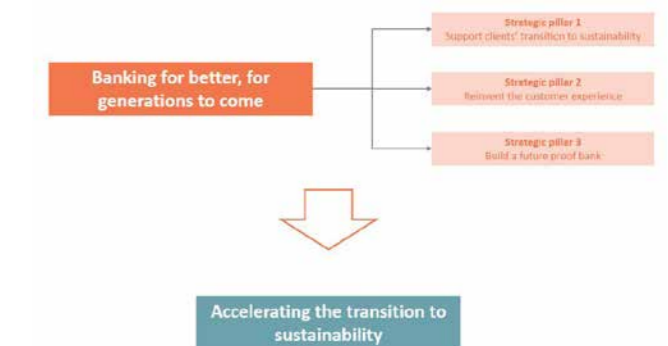 Banking for better, for
generations to come
Strategic pillar 1
Support clients' transition to sustainability
Strategic pillar 2
Reinvent the customer experience
Strategic pillar 3
Build a future proof bank
Accelerating the transition to
sustainability